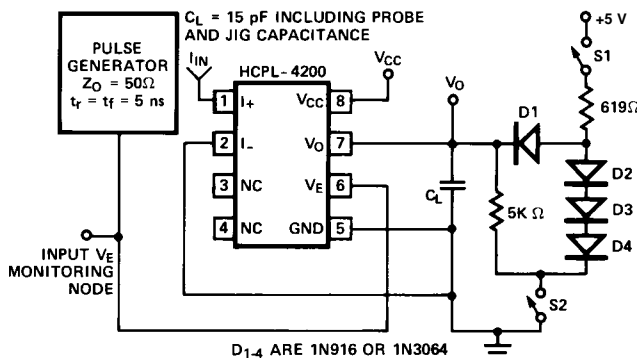 C_L = 15 pF INCLUDING PROBE
AND JIG CAPACITANCE
PULSE
GENERATOR
Z_O = 50Ω
t_r = t_f = 5 ns
I_IN
HCPL-4200
V_CC
V_O
+5 V
S1
619Ω
D1
D2
D3
D4
1 I+
2 I-
3 NC
4 NC
V_CC 8
V_O 7
V_E 6
GND 5
C_L
5K Ω
S2
INPUT V_E
MONITORING
NODE
D_1-4 ARE 1N916 OR 1N3064